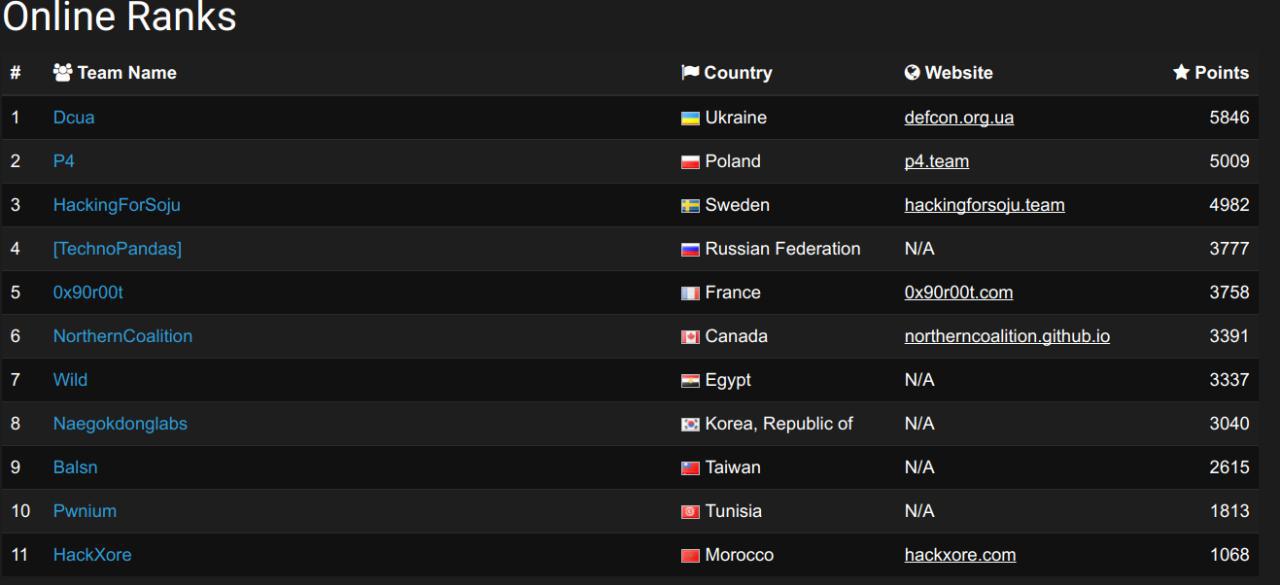 Online Ranks
# Team Name Country Website Points
1 Dcua Ukraine defcon.org.ua 5846
2 P4 Poland p4.team 5009
3 HackingForSoju Sweden hackingforsoju.team 4982
4 [TechnoPandas] Russian Federation N/A 3777
5 0x90r00t France 0x90r00t.com 3758
6 NorthernCoalition Canada northerncoalition.github.io 3391
7 Wild Egypt N/A 3337
8 Naegokdonglabs Korea, Republic of N/A 3040
9 Balsn Taiwan N/A 2615
10 Pwnium Tunisia N/A 1813
11 HackXore Morocco hackxore.com 1068